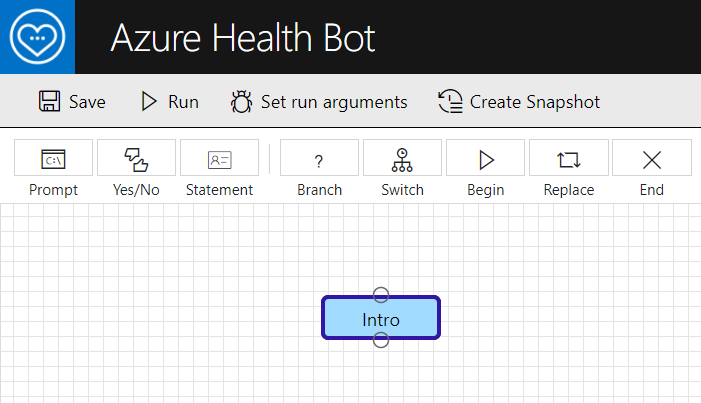 Azure Health Bot
Save Run Set run arguments Create Snapshot
C:\ ?
Prompt Yes/No Statement Branch Switch Begin Replace End
Intro